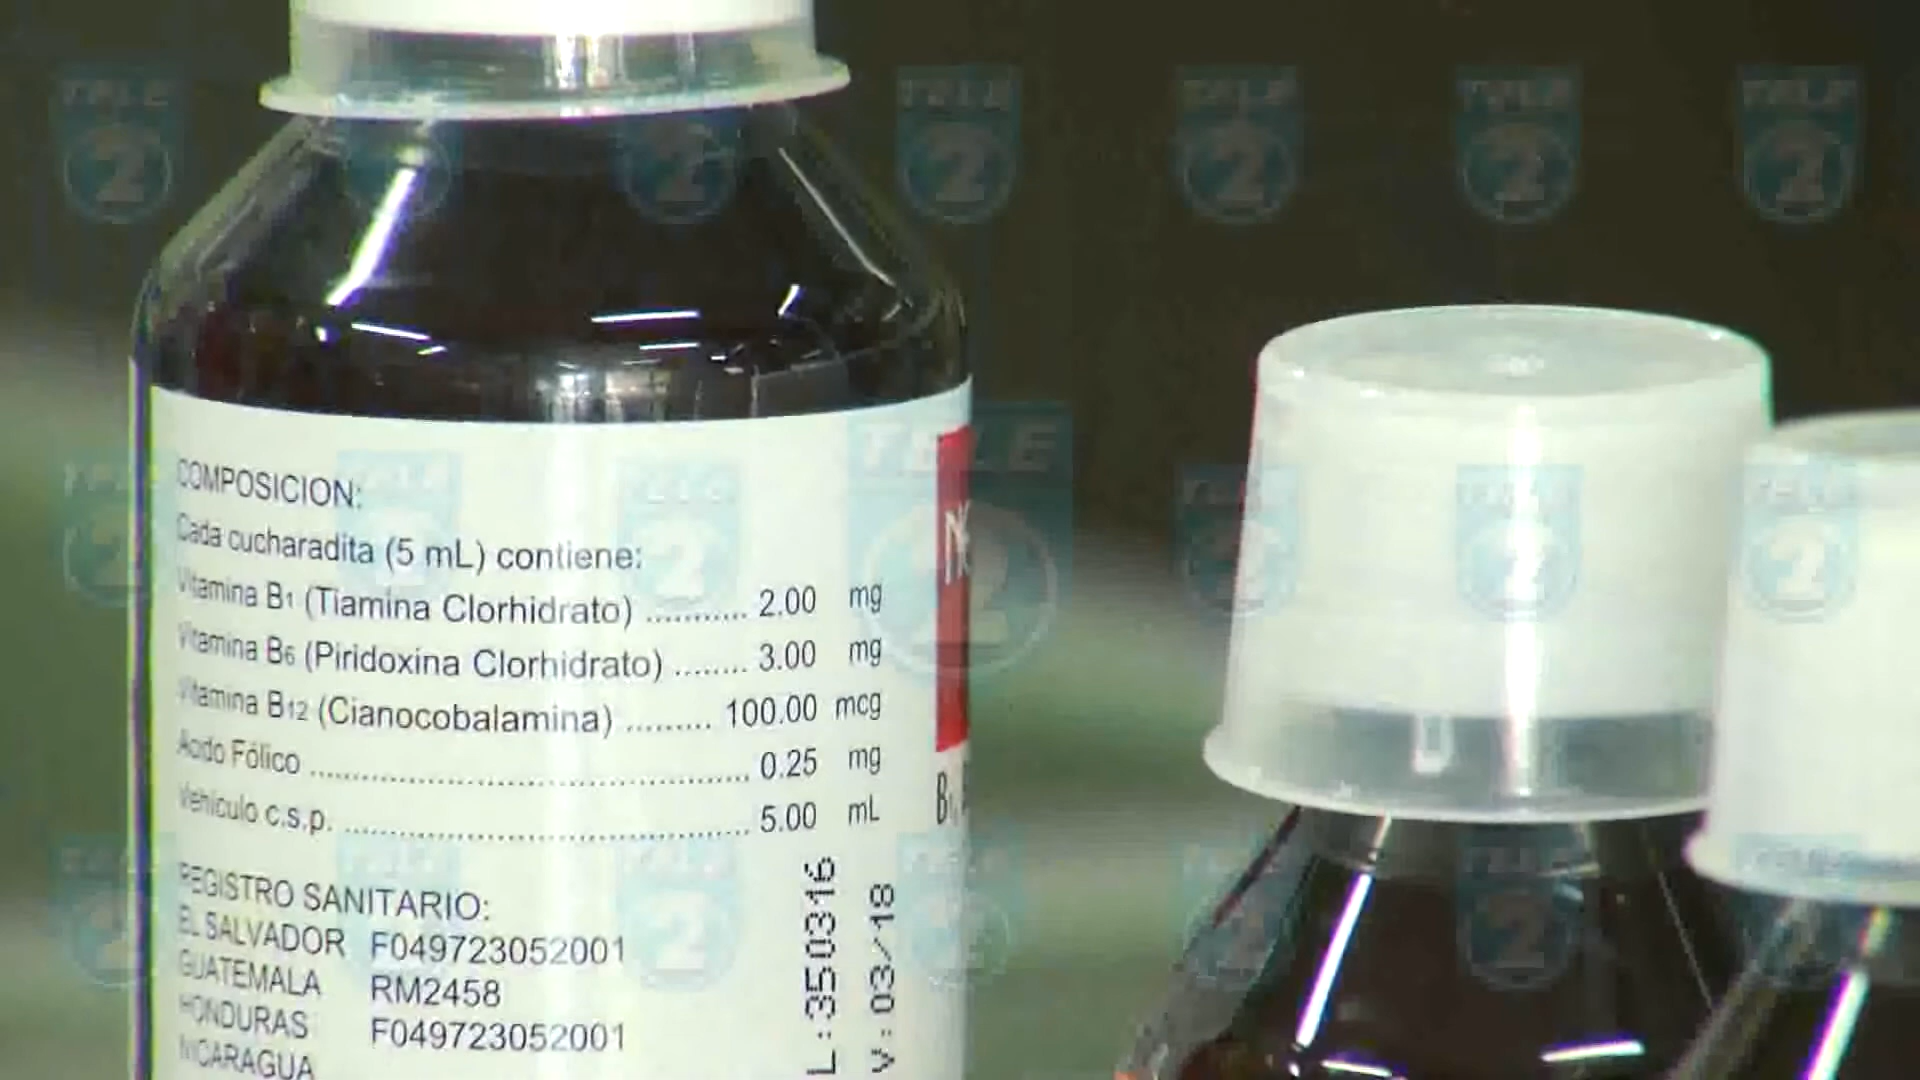 COMPOSICION:
Cada cucharadita (5 mL) contiene:
Vitamina B1 (Tiamina Clorhidrato) ........... 2.00 mg
Vitamina B6 (Piridoxina Clorhidrato) ........ 3.00 mg
Vitamina B12 (Cianocobalamina) ......... 100.00 mcg
Acido Fólico .......................................... 0.25 mg
Vehículo c.s.p. ....................................... 5.00 mL
REGISTRO SANITARIO:
EL SALVADOR F049723052001
GUATEMALA RM2458
HONDURAS F049723052001
NICARAGUA
L:350316
V:03/18
TELE
2